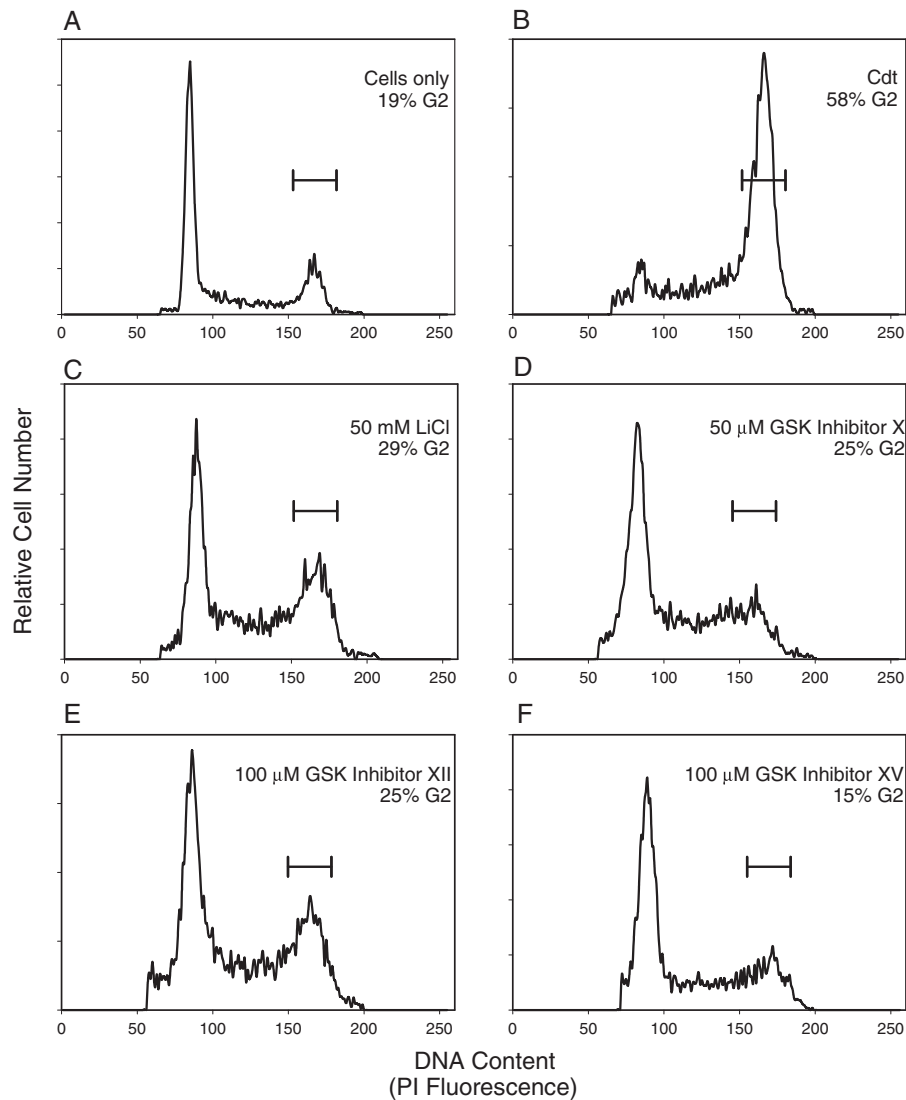 A
Cells only
19% G2
0 50 100 150 200 250
B
Cdt
58% G2
0 50 100 150 200 250
C
50 mM LiCl
29% G2
0 50 100 150 200 250
D
50 μM GSK Inhibitor X
25% G2
0 50 100 150 200 250
E
100 μM GSK Inhibitor XII
25% G2
0 50 100 150 200 250
F
100 μM GSK Inhibitor XV
15% G2
0 50 100 150 200 250
Relative Cell Number
DNA Content
(PI Fluorescence)